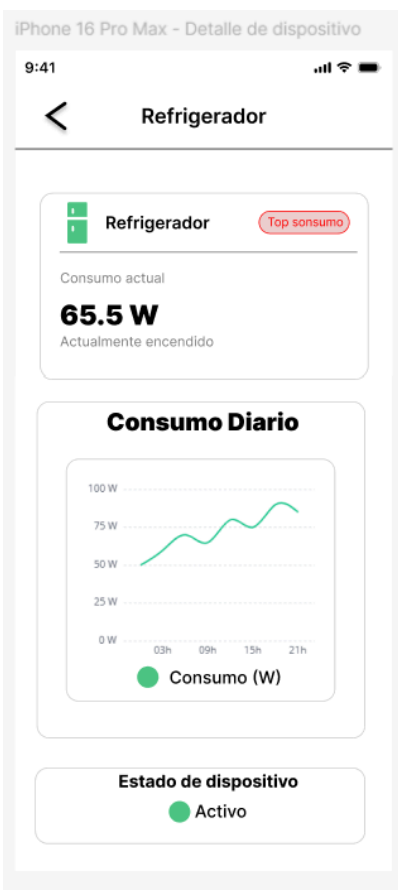 iPhone 16 Pro Max - Detalle de dispositivo
9:41
Refrigerador
Refrigerador
Top sonsumo
Consumo actual
65.5 W
Actualmente encendido
Consumo Diario
100 W
75 W
50 W
25 W
0 W
03h 09h 15h 21h
Consumo (W)
Estado de dispositivo
Activo